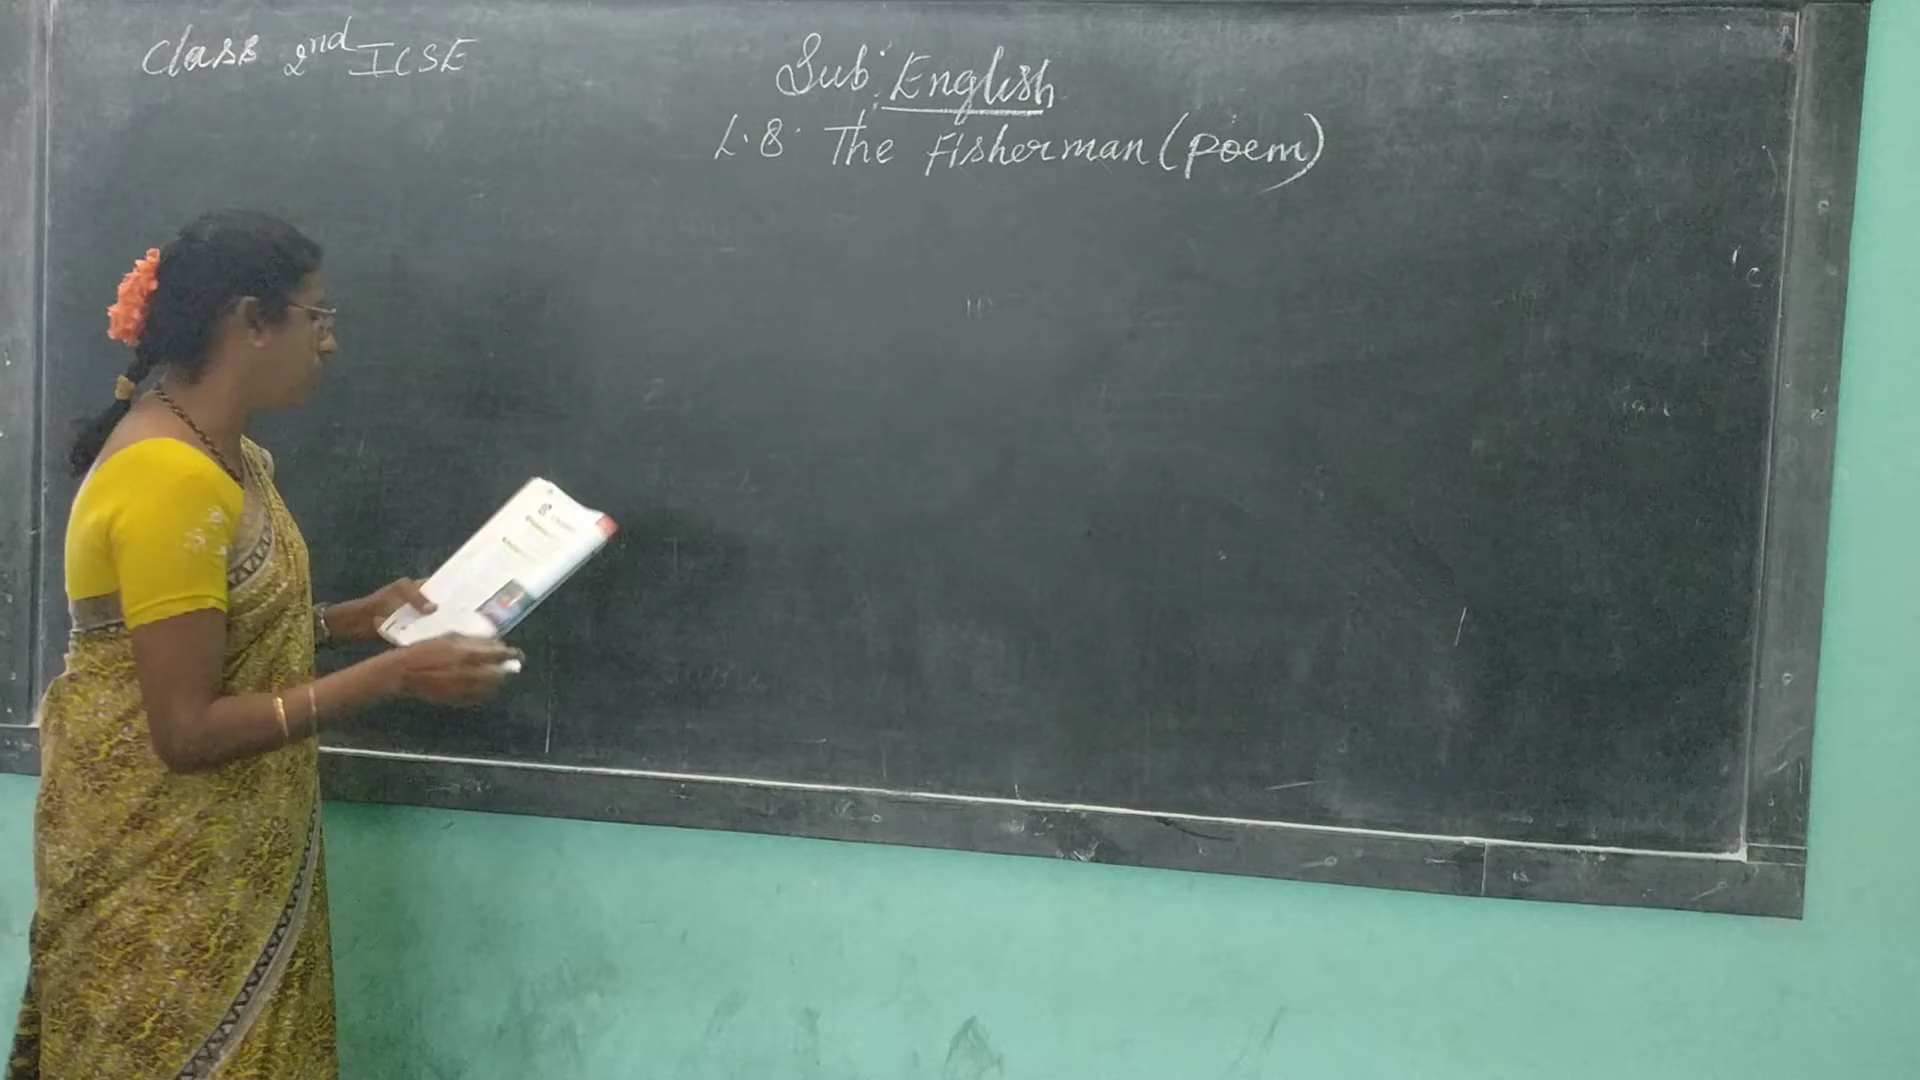 Class 2nd ICSE
Sub: English
L.8. The Fisherman (poem)